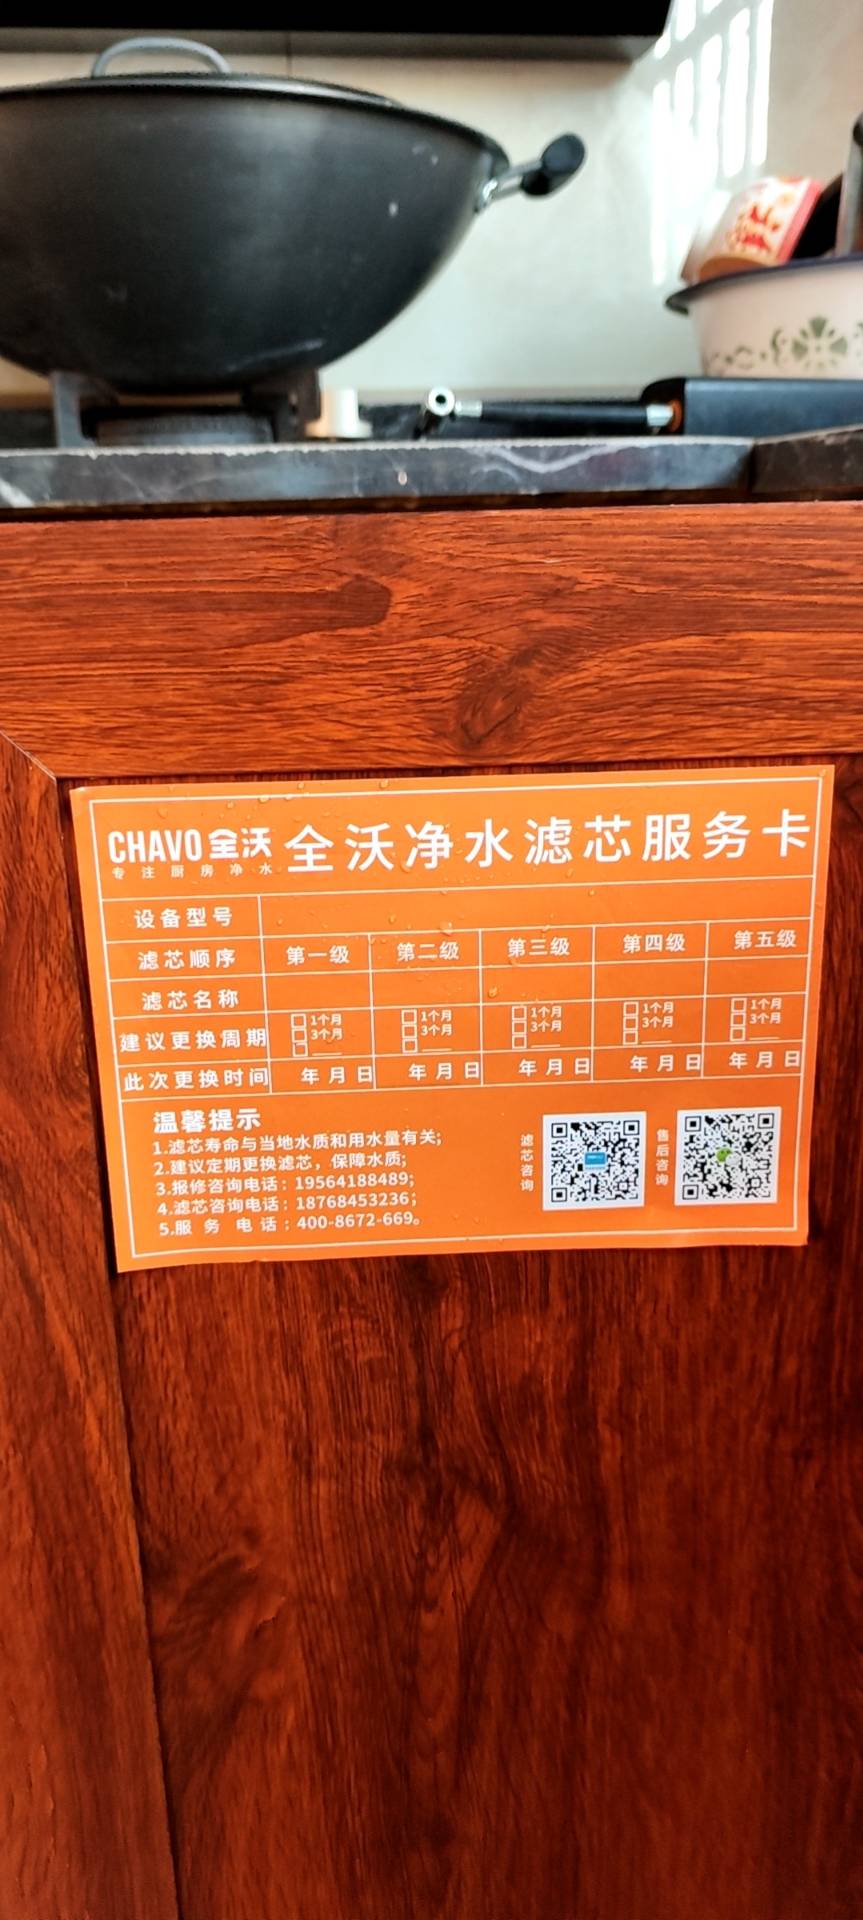 CHAVO 全沃 全沃净水滤芯服务卡
专注厨房净水
设备型号
滤芯顺序 第一级 第二级 第三级 第四级 第五级
滤芯名称
建议更换周期 1个月 1个月 1个月 1个月 1个月
3个月 3个月 3个月 3个月 3个月
此次更换时间 年月日 年月日 年月日 年月日 年月日
温馨提示
1.滤芯寿命与当地水质和用水量有关;
2.建议定期更换滤芯，保障水质;
3.报修咨询电话：19564188489;
4.滤芯咨询电话：18768453236;
5.服务电话：400-8672-669。
滤芯咨询
售后咨询